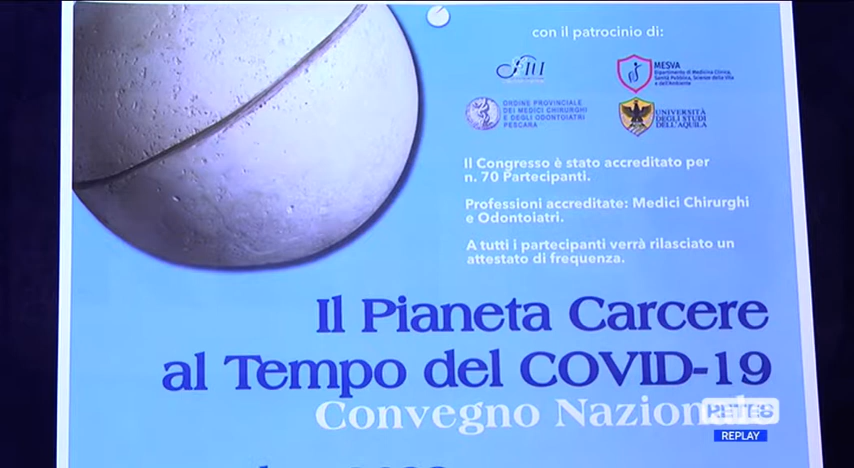 con il patrocinio di:
MESVA
Dipartimento di Medicina Clinica,
Sanità Pubblica, Scienze della Vita
e dell'Ambiente
ORDINE PROVINCIALE
DEI MEDICI CHIRURGHI
E DEGLI ODONTOIATRI
PESCARA
UNIVERSITÀ
DEGLI STUDI
DELL'AQUILA
Il Congresso è stato accreditato per
n. 70 Partecipanti.
Professioni accreditate: Medici Chirurghi
e Odontoiatri.
A tutti i partecipanti verrà rilasciato un
attestato di frequenza.
Il Pianeta Carcere
al Tempo del COVID-19
Convegno Nazionale
RETE8
REPLAY